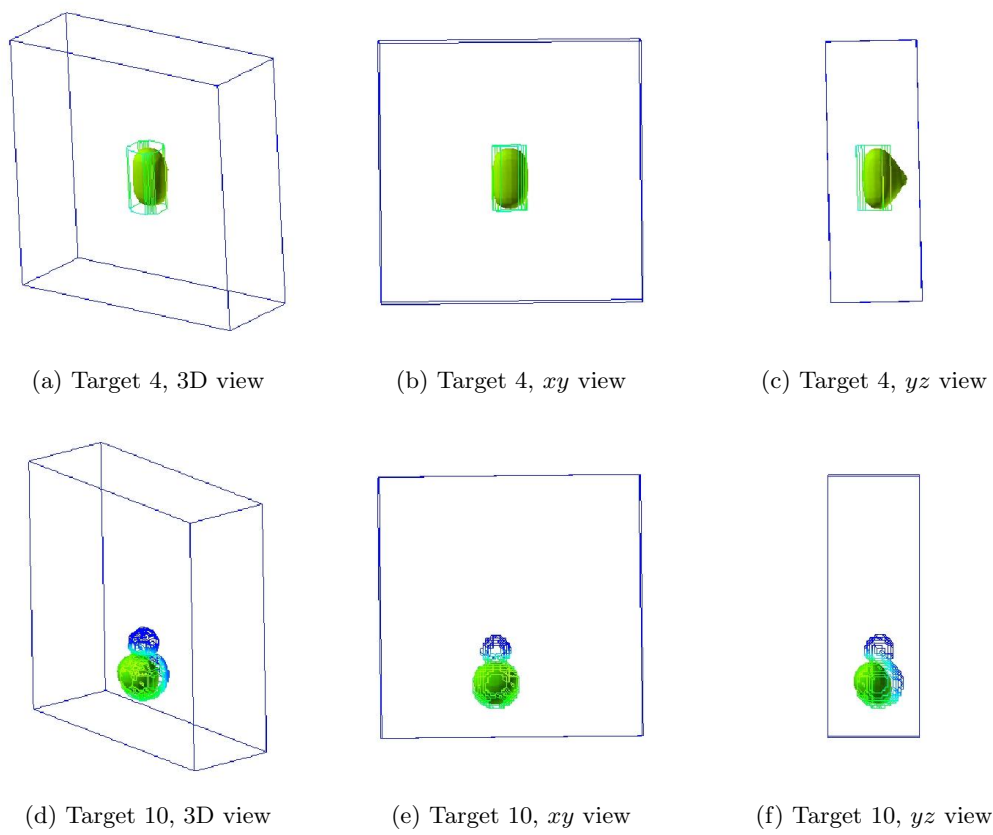 (a) Target 4, 3D view
(b) Target 4, xy view
(c) Target 4, yz view
(d) Target 10, 3D view
(e) Target 10, xy view
(f) Target 10, yz view